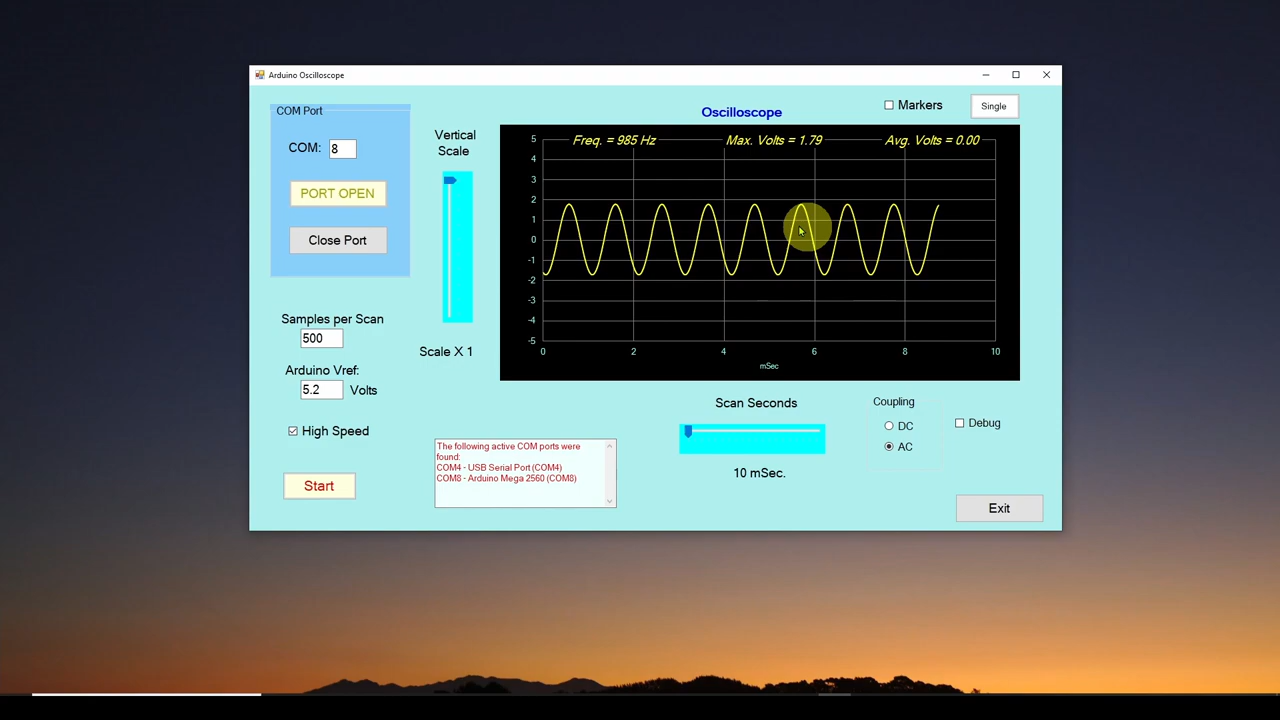 Arduino Oscilloscope
COM Port
COM: 8
PORT OPEN
Close Port
Samples per Scan
500
Arduino Vref:
5.2 Volts
High Speed
Start
Vertical
Scale
Scale X 1
The following active COM ports were
found:
COM4 - USB Serial Port (COM4)
COM8 - Arduino Mega 2560 (COM8)
Oscilloscope
Markers
Single
Freq. = 985 Hz Max. Volts = 1.79 Avg. Volts = 0.00
5
4
3
2
1
0
-1
-2
-3
-4
-5
0 2 4 6 8 10
mSec
Scan Seconds
10 mSec.
Coupling
DC
AC
Debug
Exit